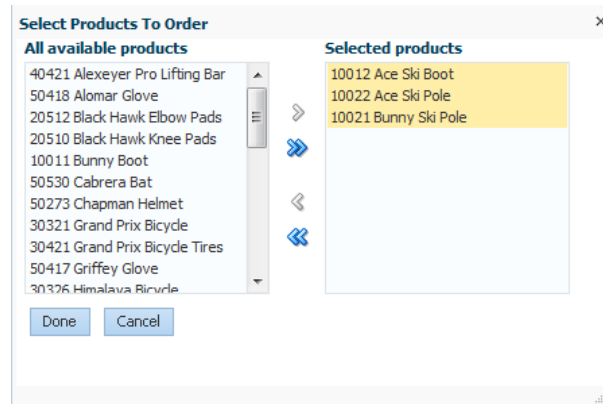 Select Products To Order
All available products
40421 Alexeyer Pro Lifting Bar
50418 Alomar Glove
20512 Black Hawk Elbow Pads
20510 Black Hawk Knee Pads
10011 Bunny Boot
50530 Cabrera Bat
50273 Chapman Helmet
30321 Grand Prix Bicycle
30421 Grand Prix Bicycle Tires
50417 Griffey Glove
30326 Himalaya Bicycle
Selected products
10012 Ace Ski Boot
10022 Ace Ski Pole
10021 Bunny Ski Pole
Done
Cancel